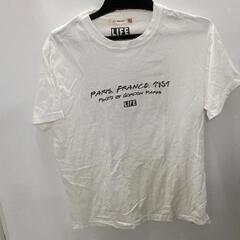 LIFE
PARIS. FRANCE. 1951
PHOTO BY GORDON PARKS
LIFE